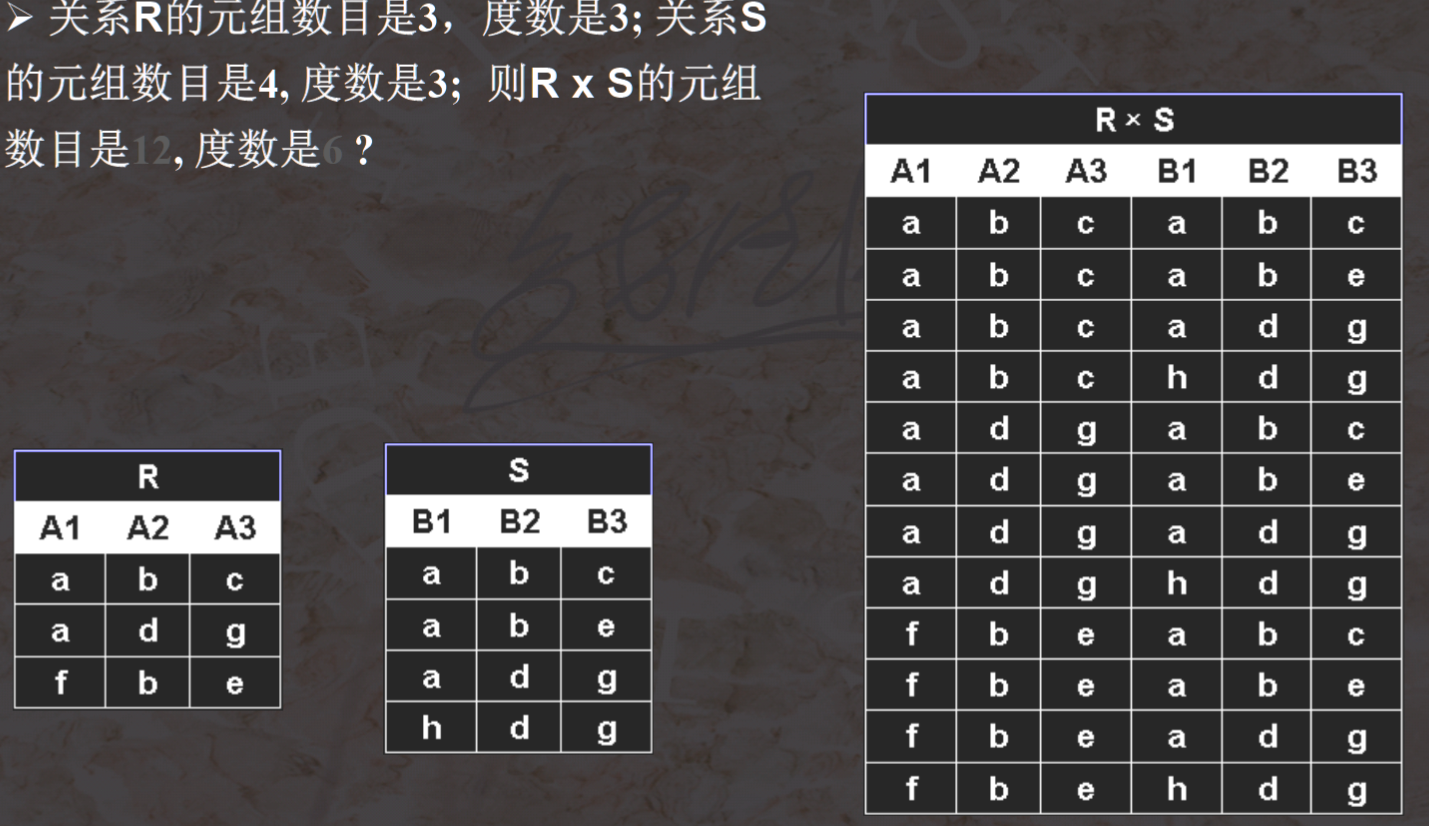 ➢ 关系R的元组数目是3，度数是3; 关系S
的元组数目是4, 度数是3；则R x S的元组
数目是12, 度数是6 ?
R × S
A1 A2 A3 B1 B2 B3
a b c a b c
a b c a b e
a b c a d g
a b c h d g
a d g a b c
a d g a b e
a d g a d g
a d g h d g
f b e a b c
f b e a b e
f b e a d g
f b e h d g
R
A1 A2 A3
a b c
a d g
f b e
S
B1 B2 B3
a b c
a b e
a d g
h d g